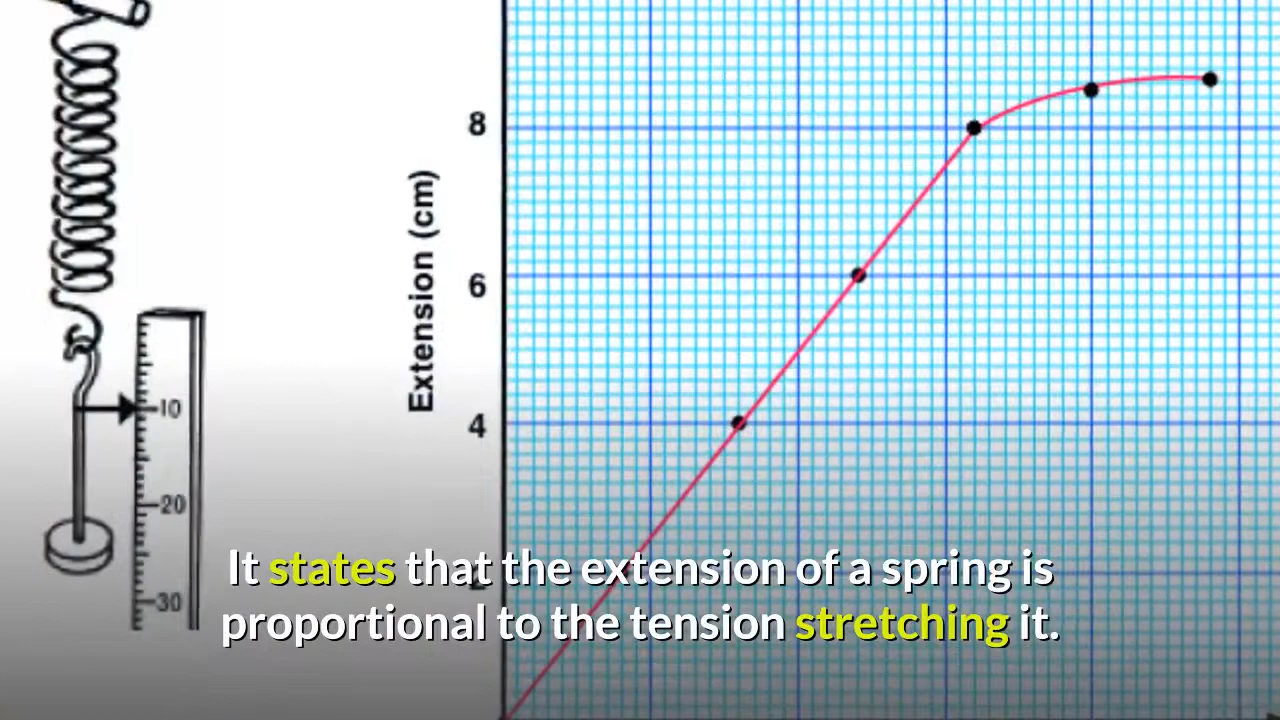 8
6
4
Extension (cm)
10
20
30
It states that the extension of a spring is
proportional to the tension stretching it.